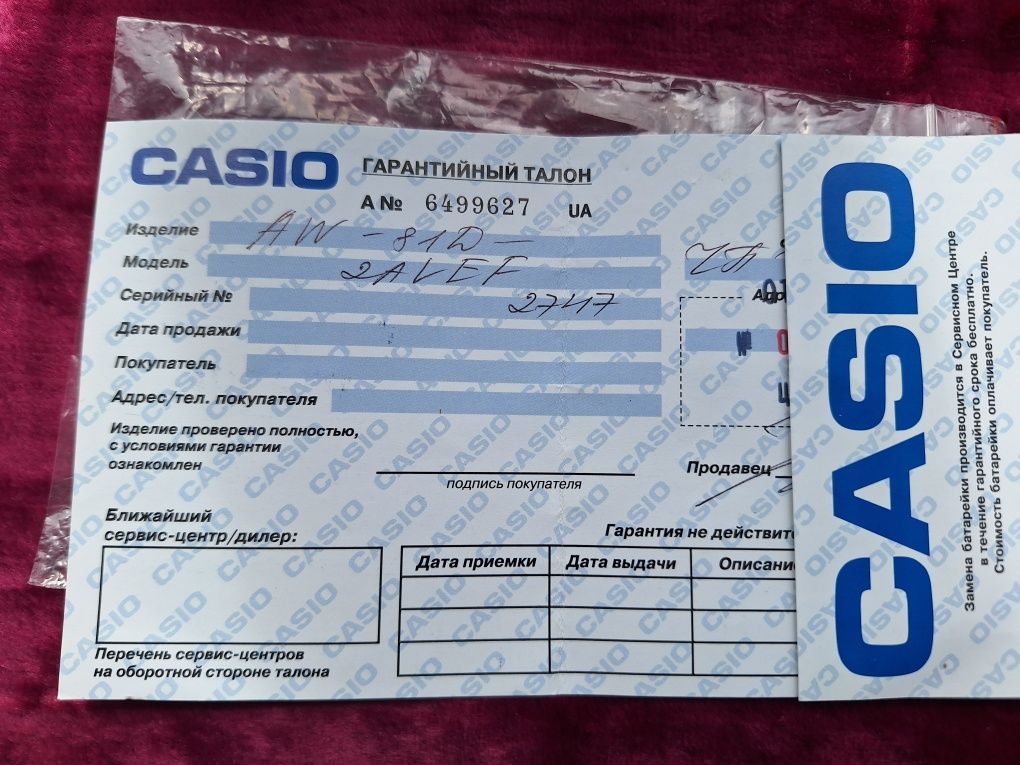 CASIO
ГАРАНТИЙНЫЙ ТАЛОН
А № 6499627 UA
Изделие AW-81D-
Модель 2AVEF
Серийный № 2747
Дата продажи
Покупатель
Адрес/тел. покупателя
Изделие проверено полностью,
с условиями гарантии
ознакомлен
подпись покупателя
ЧП
Продавец
Ближайший
сервис-центр/дилер:
Перечень сервис-центров
на оборотной стороне талона
Гарантия не
Дата приемки Дата выдачи
CASIO
Замена батарейки производится в Сервисном Центре
в течение гарантийного срока бесплатно.
Стоимость батарейки оплачивает покупатель.